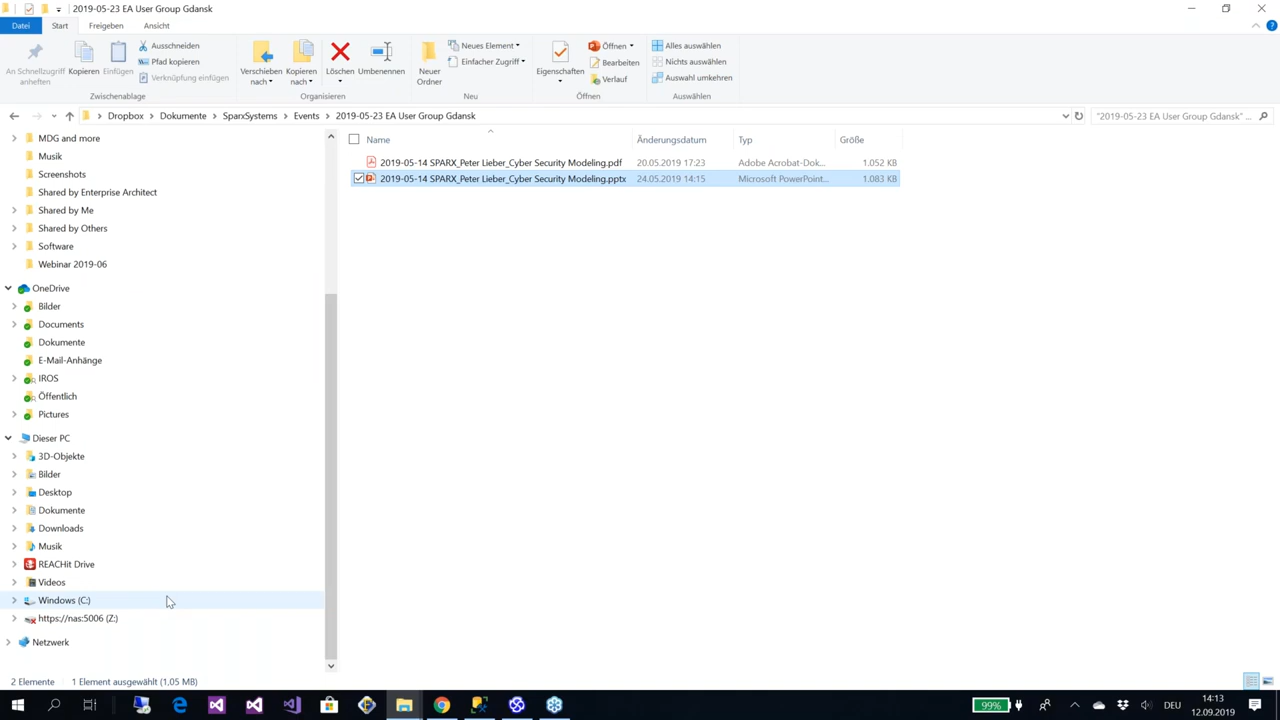 2019-05-23 EA User Group Gdansk
Datei Start Freigeben Ansicht
An Schnellzugriff anheften
Kopieren
Einfügen
Ausschneiden
Pfad kopieren
Verknüpfung einfügen
Zwischenablage
Verschieben nach
Kopieren nach
Löschen
Umbenennen
Organisieren
Neuer Ordner
Neues Element
Einfacher Zugriff
Neu
Eigenschaften
Öffnen
Bearbeiten
Verlauf
Öffnen
Alles auswählen
Nichts auswählen
Auswahl umkehren
Auswählen
Dropbox Dokumente SparxSystems Events 2019-05-23 EA User Group Gdansk
"2019-05-23 EA User Group Gdansk" ...
MDG and more
Musik
Screenshots
Shared by Enterprise Architect
Shared by Me
Shared by Others
Software
Webinar 2019-06
OneDrive
Bilder
Documents
Dokumente
E-Mail-Anhänge
IROS
Öffentlich
Pictures
Dieser PC
3D-Objekte
Bilder
Desktop
Dokumente
Downloads
Musik
REACHit Drive
Videos
Windows (C:)
https://nas:5006 (Z:)
Netzwerk
Name Änderungsdatum Typ Größe
2019-05-14 SPARX_Peter Lieber_Cyber Security Modeling.pdf 20.05.2019 17:23 Adobe Acrobat-Dok... 1.052 KB
2019-05-14 SPARX_Peter Lieber_Cyber Security Modeling.pptx 24.05.2019 14:15 Microsoft PowerPoint... 1.083 KB
2 Elemente 1 Element ausgewählt (1,05 MB)
99%
DEU
14:13
12.09.2019